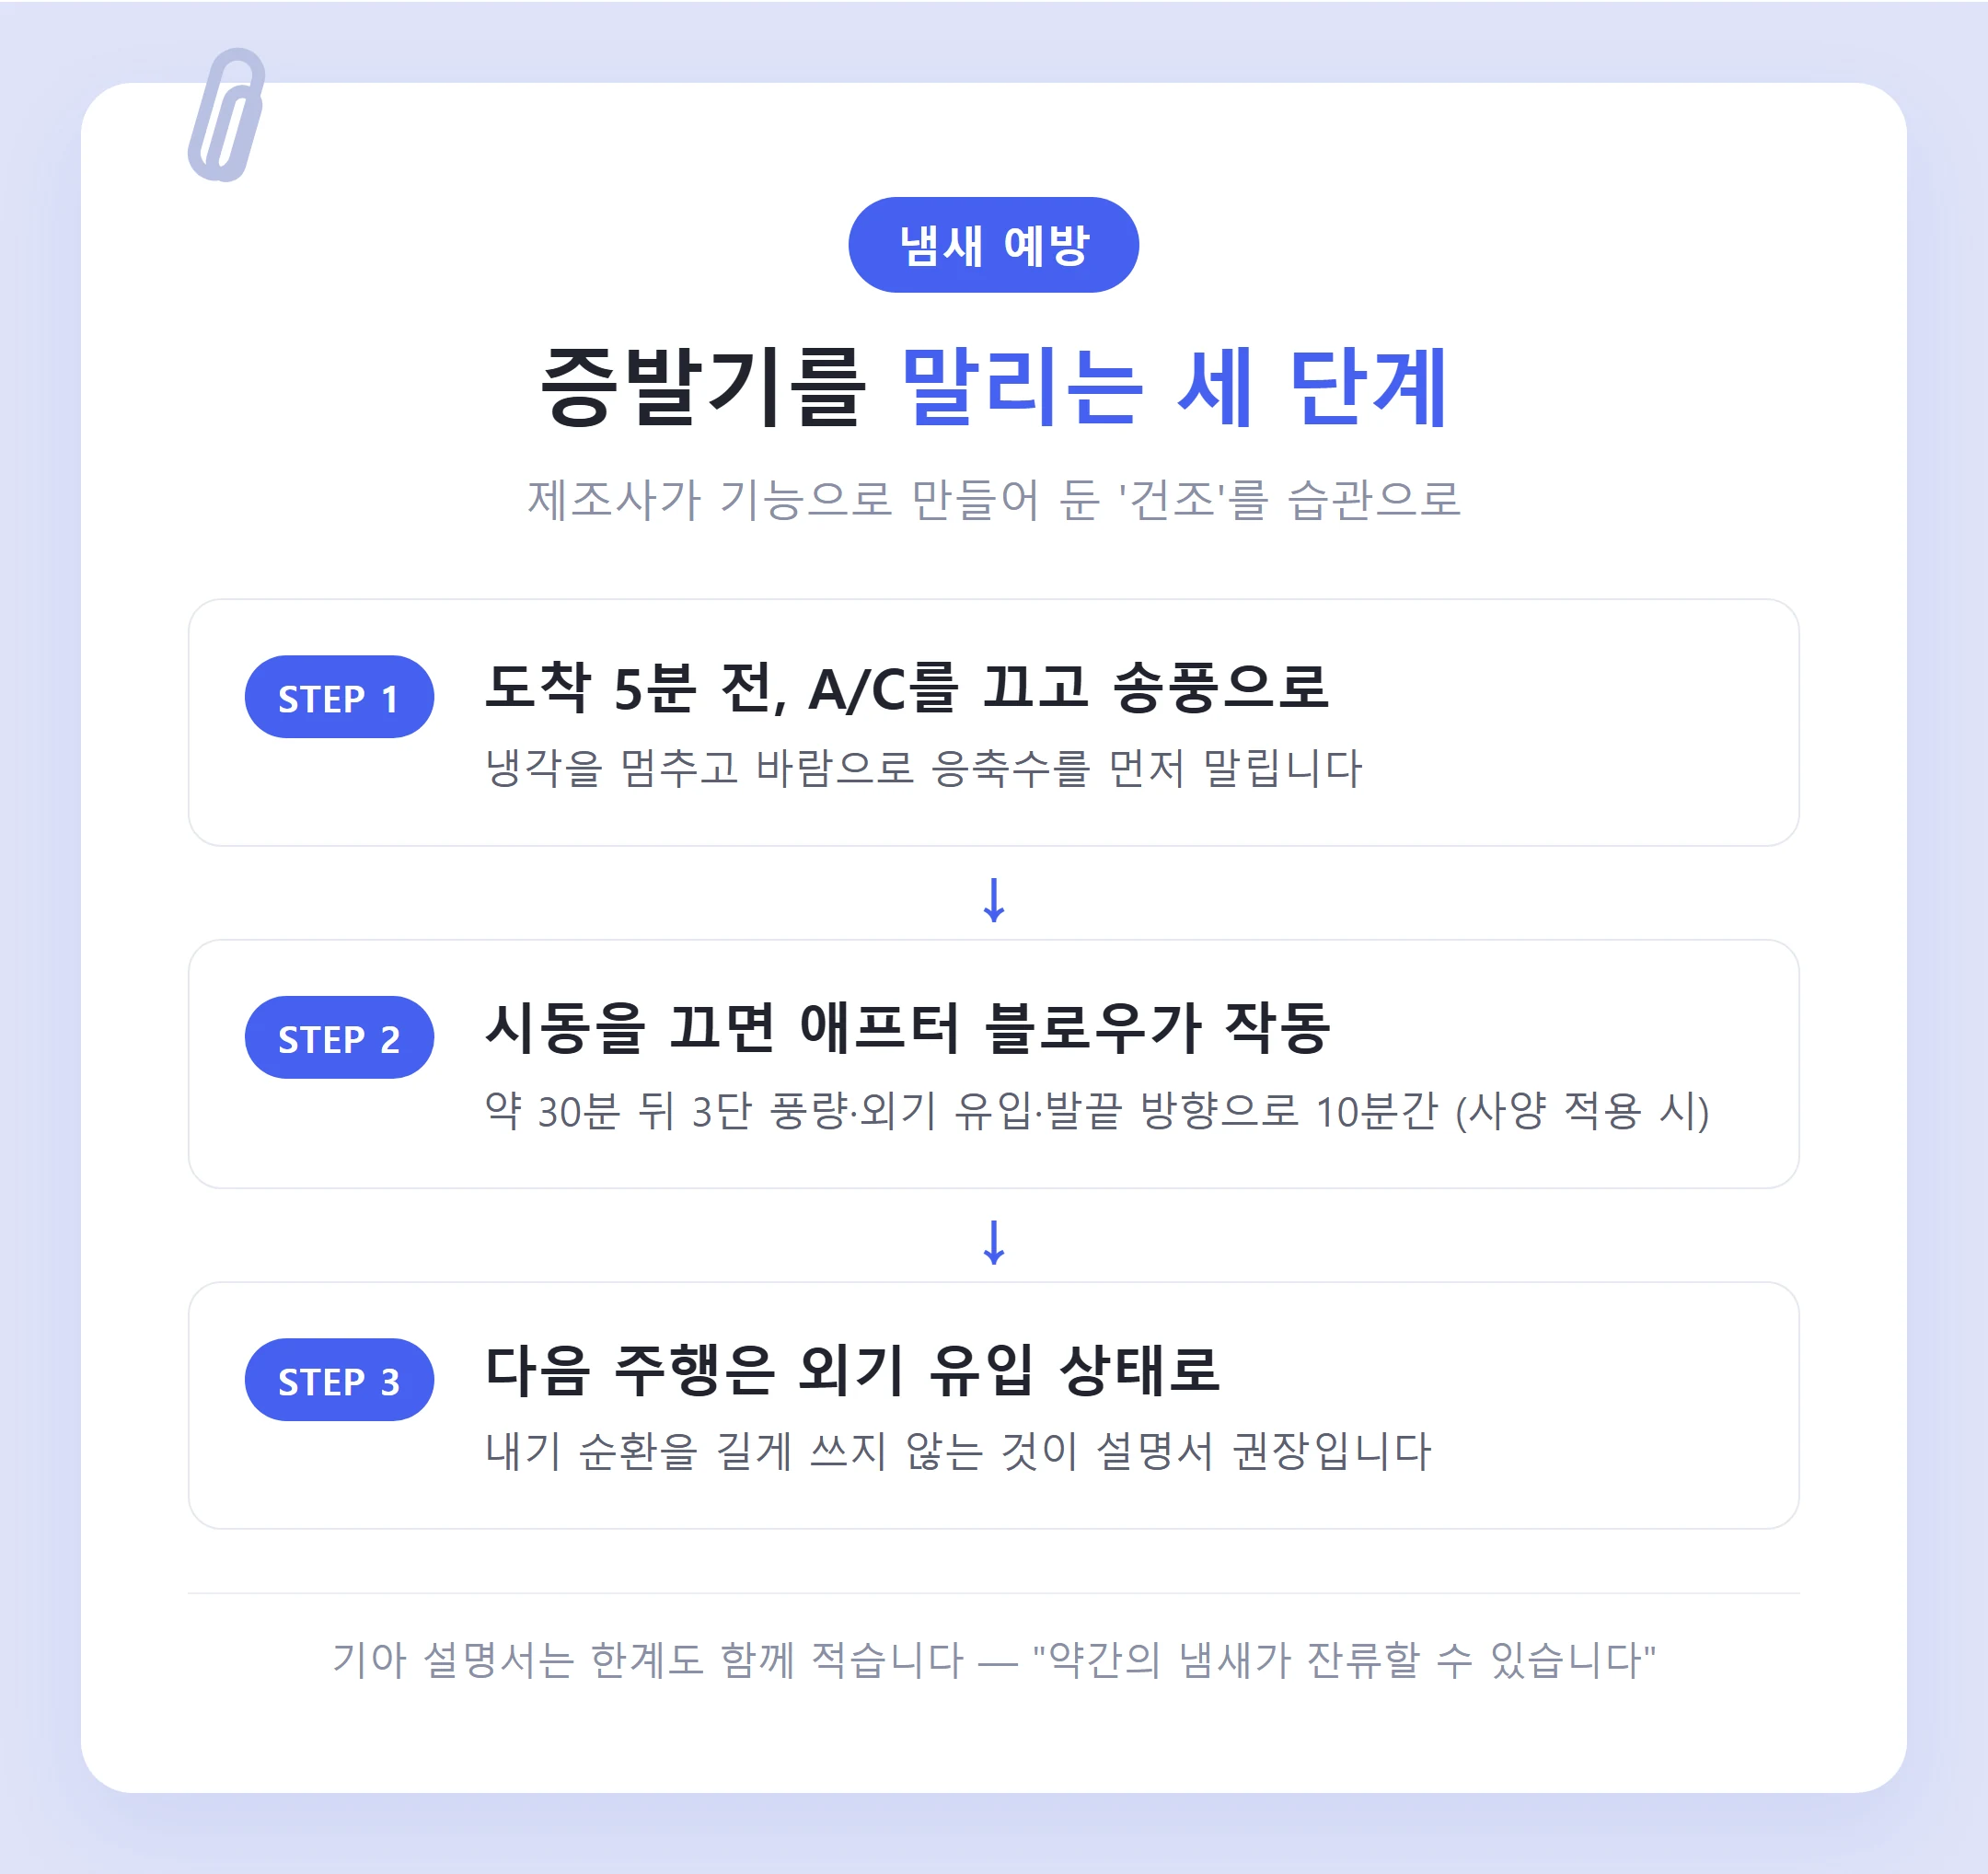 냄새 예방
증발기를 말리는 세 단계
제조사가 기능으로 만들어 둔 '건조'를 습관으로
STEP 1
도착 5분 전, A/C를 끄고 송풍으로
냉각을 멈추고 바람으로 응축수를 먼저 말립니다
↓
STEP 2
시동을 끄면 애프터 블로우가 작동
약 30분 뒤 3단 풍량·외기 유입·발끝 방향으로 10분간 (사양 적용 시)
↓
STEP 3
다음 주행은 외기 유입 상태로
내기 순환을 길게 쓰지 않는 것이 설명서 권장입니다
기아 설명서는 한계도 함께 적습니다 — "약간의 냄새가 잔류할 수 있습니다"